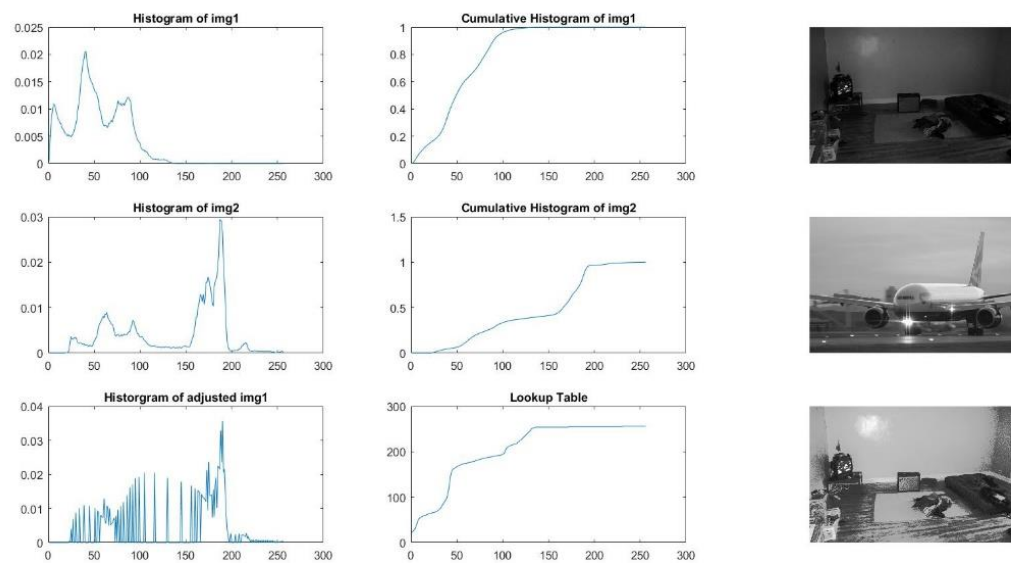 Histogram of img1
0.025
0.02
0.015
0.01
0.005
0
0 50 100 150 200 250 300
Cumulative Histogram of img1
1
0.8
0.6
0.4
0.2
0
0 50 100 150 200 250 300
Histogram of img2
0.03
0.02
0.01
0
0 50 100 150 200 250 300
Cumulative Histogram of img2
1.5
1
0.5
0
0 50 100 150 200 250 300
Historgram of adjusted img1
0.04
0.03
0.02
0.01
0
0 50 100 150 200 250 300
Lookup Table
300
200
100
0
0 50 100 150 200 250 300